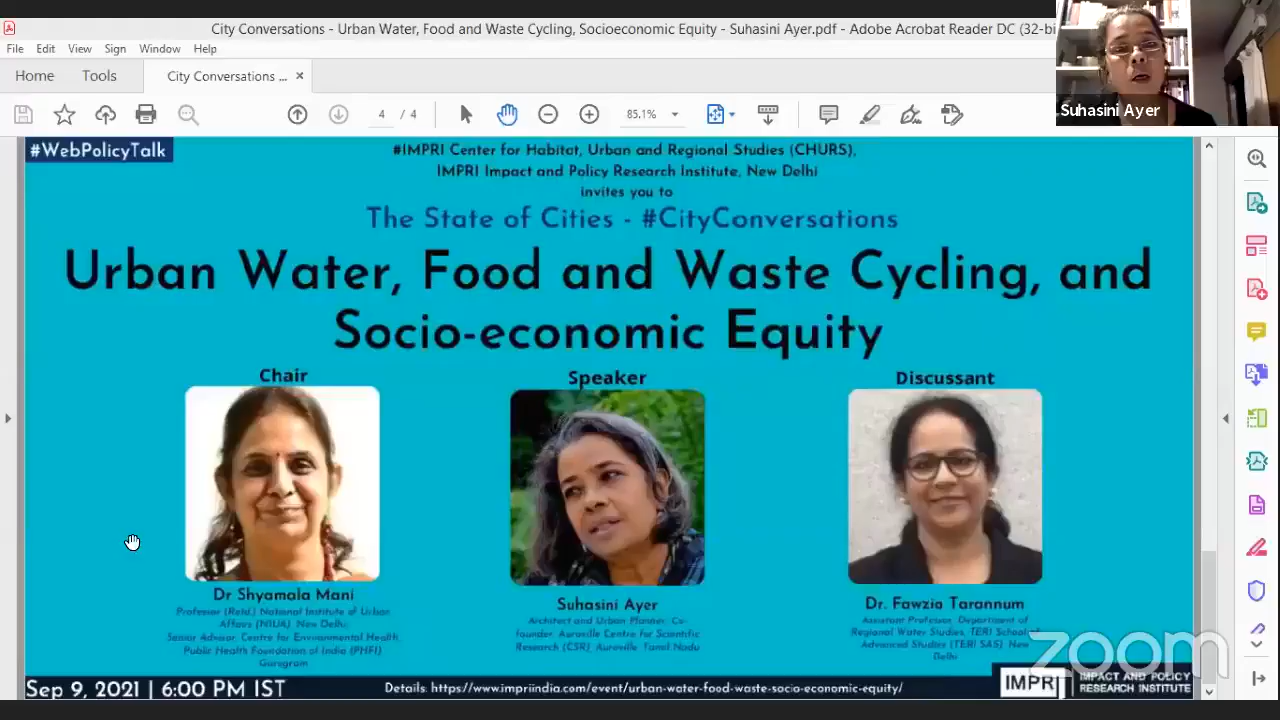 City Conversations - Urban Water, Food and Waste Cycling, Socioeconomic Equity - Suhasini Ayer.pdf - Adobe Acrobat Reader DC (32-bi
File Edit View Sign Window Help
Home Tools City Conversations ... ×
4 / 4 85.1%
Suhasini Ayer
#WebPolicyTalk
#IMPRI Center for Habitat, Urban and Regional Studies (CHURS),
IMPRI Impact and Policy Research Institute, New Delhi
invites you to
The State of Cities - #CityConversations
Urban Water, Food and Waste Cycling, and
Socio-economic Equity
Chair
Dr Shyamala Mani
Professor (Retd.) National Institute of Urban
Affairs (NIUA) New Delhi
Senior Advisor, Centre for Environmental Health
Public Health Foundation of India (PHFI)
Gurugram
Speaker
Suhasini Ayer
Architect and Urban Planner, Co-
founder, Auroville Centre for Scientific
Research (CSR), Auroville Tamil Nadu
Discussant
Dr. Fawzia Tarannum
Assistant Professor, Department of
Regional Water Studies, TERI School of
Advanced Studies (TERI SAS), New
Delhi
zoom
Sep 9, 2021 | 6:00 PM IST
Details: https://www.impriindia.com/event/urban-water-food-waste-socio-economic-equity/
IMPRI
IMPACT AND POLICY
RESEARCH INSTITUTE